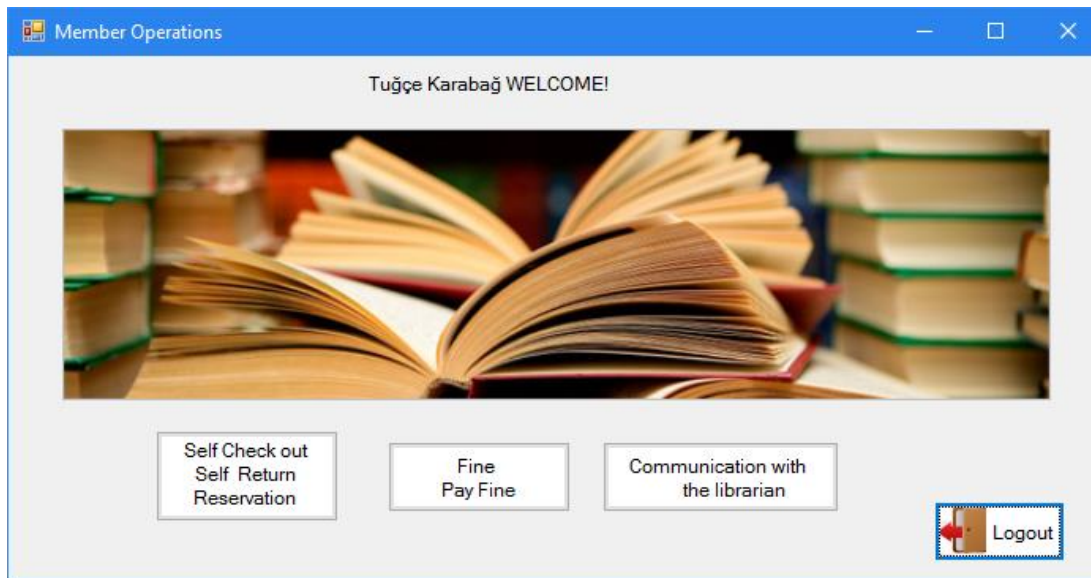 Member Operations
Tuğçe Karabağ WELCOME!
Self Check out
Self Return
Reservation
Fine
Pay Fine
Communication with
the librarian
Logout